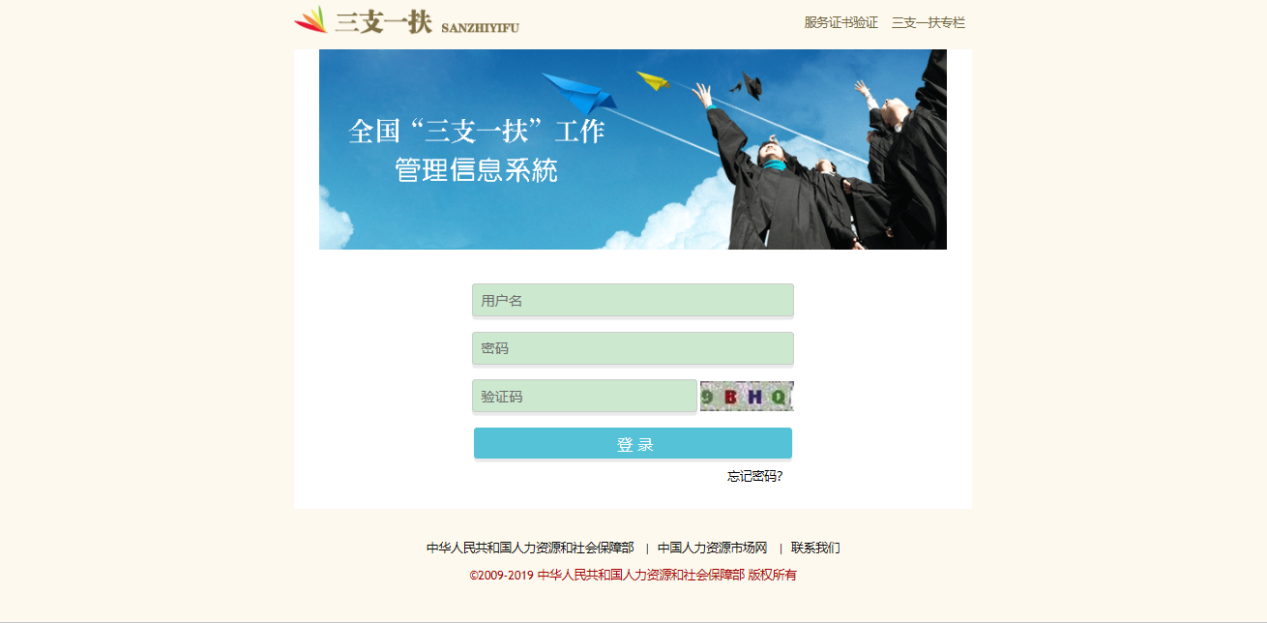 三支一扶 SANZHIYIFU
服务证书验证 三支一扶专栏
全国“三支一扶”工作
管理信息系統
用户名
密码
验证码 9 B H Q
登 录
忘记密码?
中华人民共和国人力资源和社会保障部 | 中国人力资源市场网 | 联系我们
©2009-2019 中华人民共和国人力资源和社会保障部 版权所有